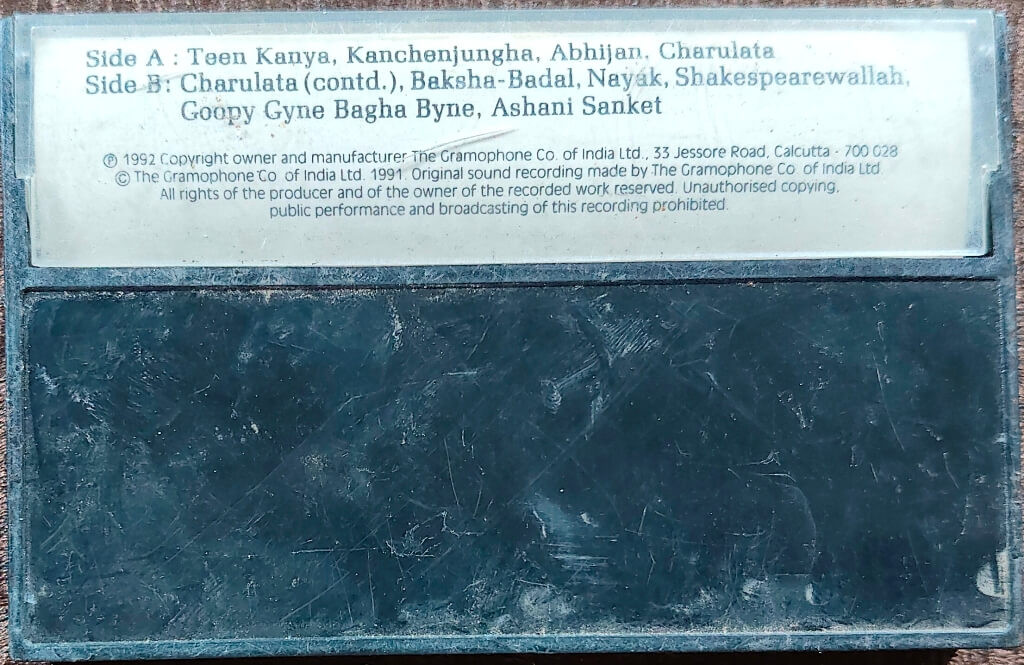 Side A : Teen Kanya, Kanchenjungha, Abhijan, Charulata
Side B: Charulata (contd.), Baksha-Badal, Nayak, Shakespearewallah,
Goopy Gyne Bagha Byne, Ashani Sanket
℗ 1992 Copyright owner and manufacturer The Gramophone Co. of India Ltd., 33 Jessore Road, Calcutta - 700 028
© The Gramophone Co of India Ltd. 1991. Original sound recording made by The Gramophone Co. of India Ltd.
All rights of the producer and of the owner of the recorded work reserved. Unauthorised copying,
public performance and broadcasting of this recording prohibited.